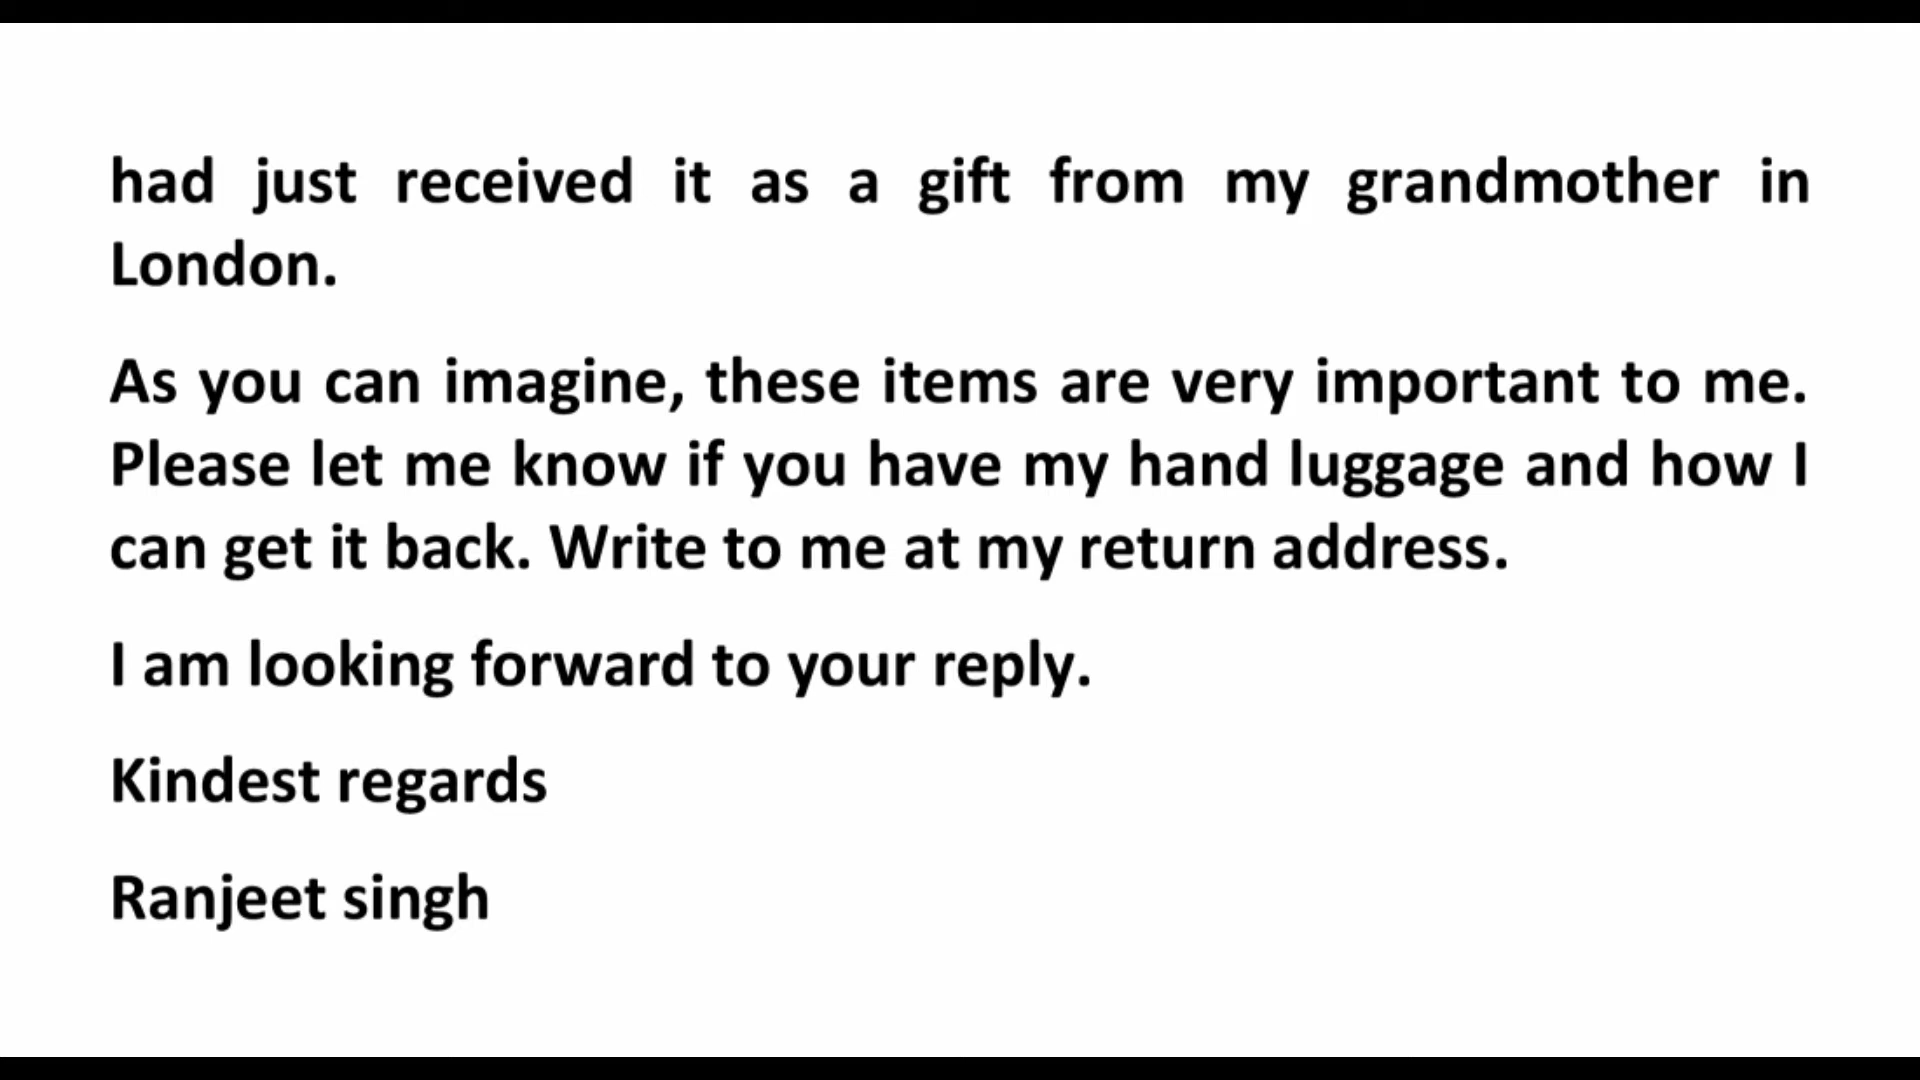 had just received it as a gift from my grandmother in
London.
As you can imagine, these items are very important to me.
Please let me know if you have my hand luggage and how I
can get it back. Write to me at my return address.
I am looking forward to your reply.
Kindest regards
Ranjeet singh